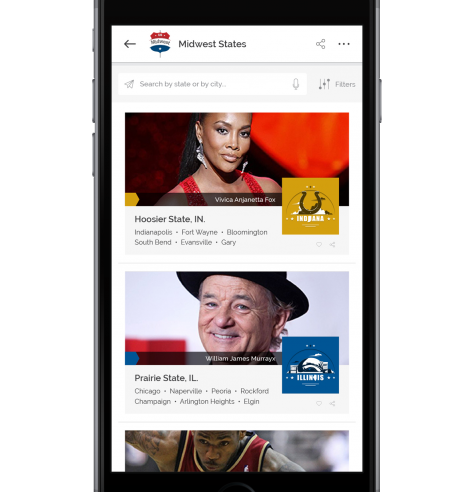 Midwest
Midwest States
Search by state or by city...
Filters
Vivica Anjanetta Fox
INDIANA
Hoosier State, IN.
Indianapolis • Fort Wayne • Bloomington
South Bend • Evansville • Gary
William James Murrayx
ILLINOIS
Prairie State, IL.
Chicago • Naperville • Peoria • Rockford
Champaign • Arlington Heights • Elgin